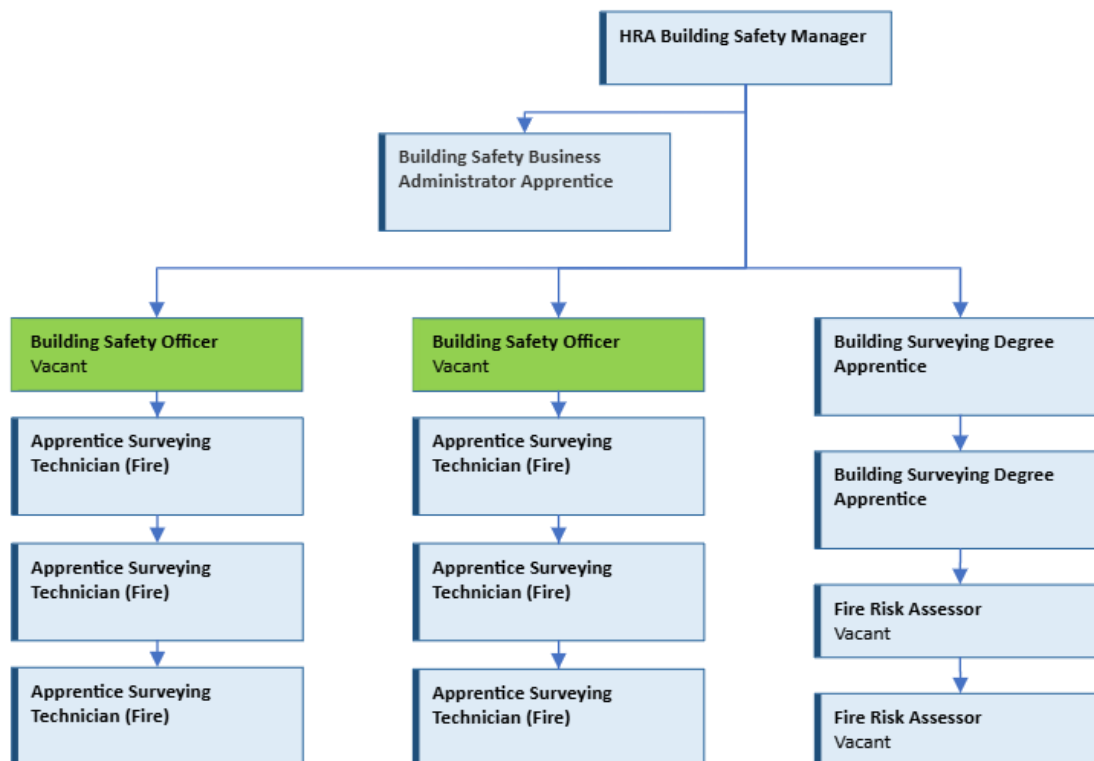 HRA Building Safety Manager
Building Safety Business
Administrator Apprentice
Building Safety Officer
Vacant
Apprentice Surveying
Technician (Fire)
Apprentice Surveying
Technician (Fire)
Apprentice Surveying
Technician (Fire)
Building Safety Officer
Vacant
Apprentice Surveying
Technician (Fire)
Apprentice Surveying
Technician (Fire)
Apprentice Surveying
Technician (Fire)
Building Surveying Degree
Apprentice
Building Surveying Degree
Apprentice
Fire Risk Assessor
Vacant
Fire Risk Assessor
Vacant